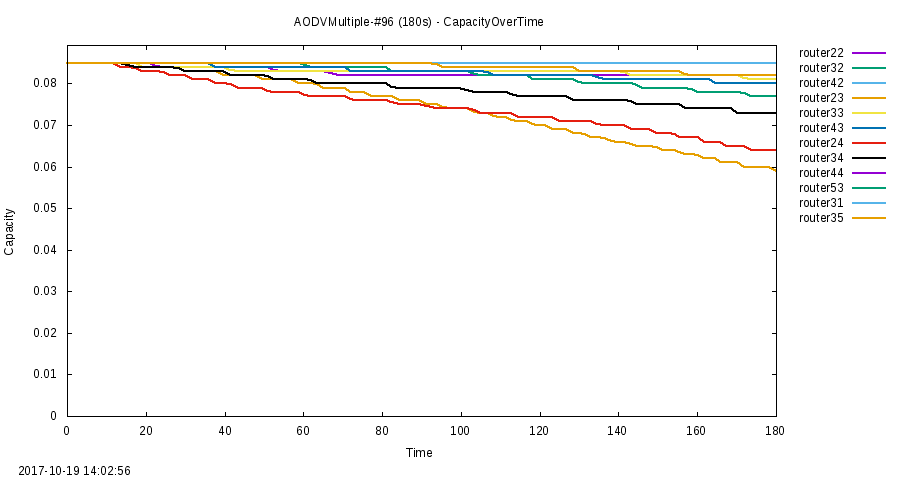 AODVMultiple-#96 (180s) - CapacityOverTime
router22
router32
router42
router23
router33
router43
router24
router34
router44
router53
router31
router35
0.08
0.07
0.06
0.05
0.04
0.03
0.02
0.01
0
Capacity
0 20 40 60 80 100 120 140 160 180
Time
2017-10-19 14:02:56